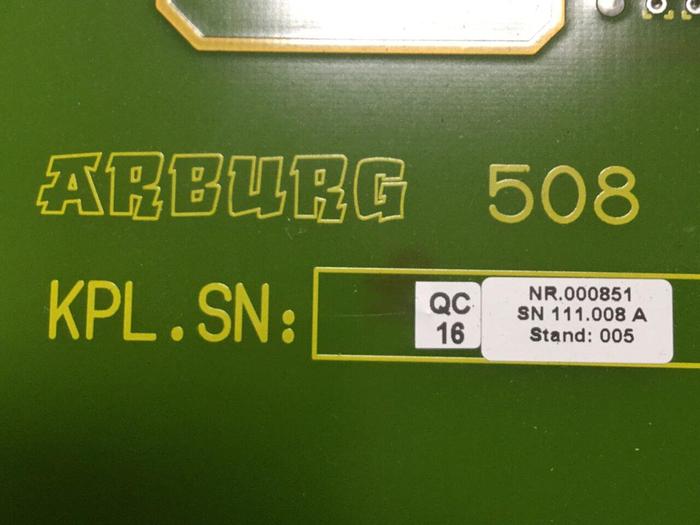 ARBURG 508
KPL.SN:
QC
16
NR.000851
SN 111.008 A
Stand: 005